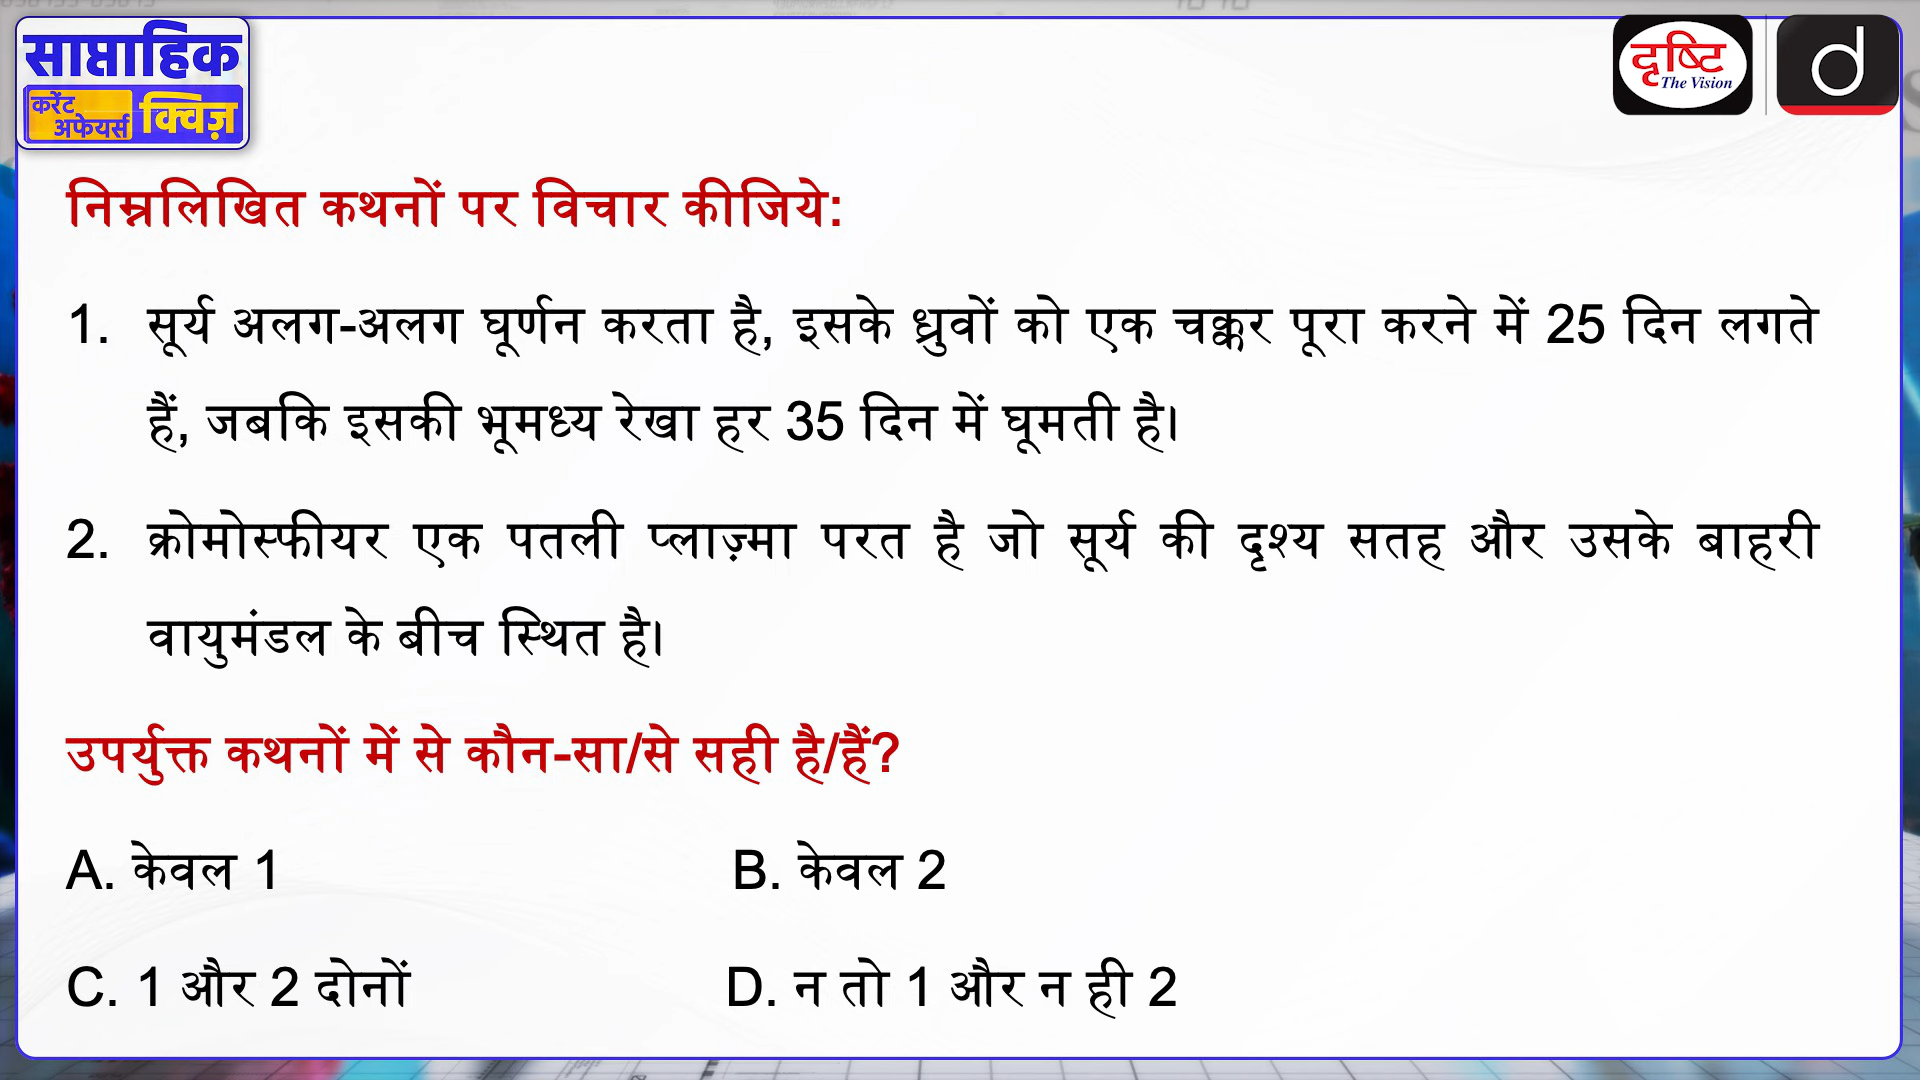 साप्ताहिक
करेंट
अफेयर्स क्विज़
दृष्टि
The Vision
d
निम्नलिखित कथनों पर विचार कीजिये:
1. सूर्य अलग-अलग घूर्णन करता है, इसके ध्रुवों को एक चक्कर पूरा करने में 25 दिन लगते
हैं, जबकि इसकी भूमध्य रेखा हर 35 दिन में घूमती है।
2. क्रोमोस्फीयर एक पतली प्लाज़्मा परत है जो सूर्य की दृश्य सतह और उसके बाहरी
वायुमंडल के बीच स्थित है।
उपर्युक्त कथनों में से कौन-सा/से सही है/हैं?
A. केवल 1 B. केवल 2
C. 1 और 2 दोनों D. न तो 1 और न ही 2